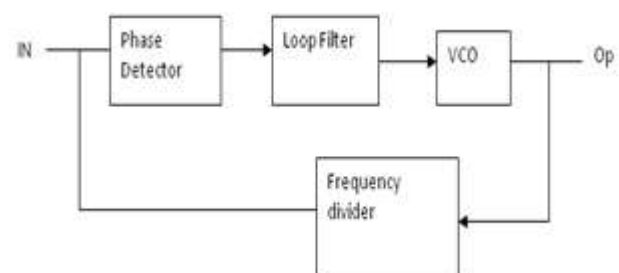 IN
Phase
Detector
Loop Filter
VCO
Op
Frequency
divider